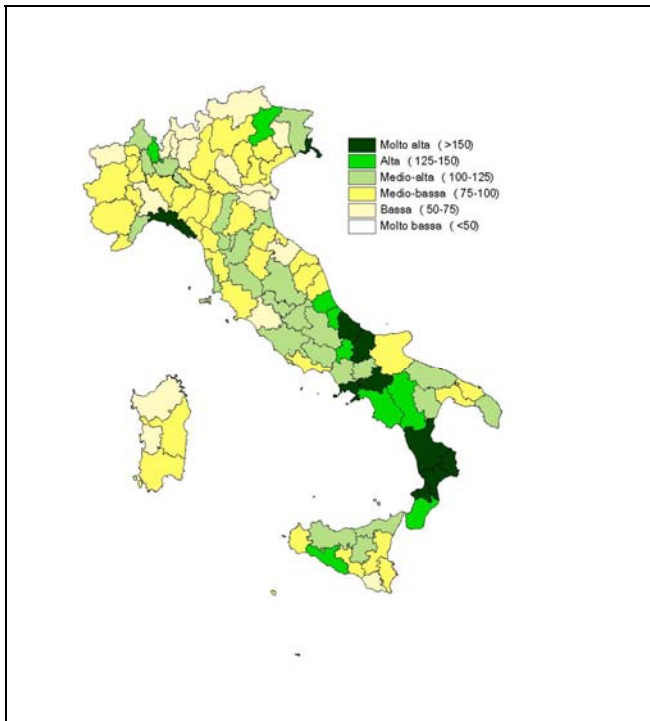 Molto alta (>150)
Alta (125-150)
Medio-alta (100-125)
Medio-bassa (75-100)
Bassa (50-75)
Molto bassa (<50)